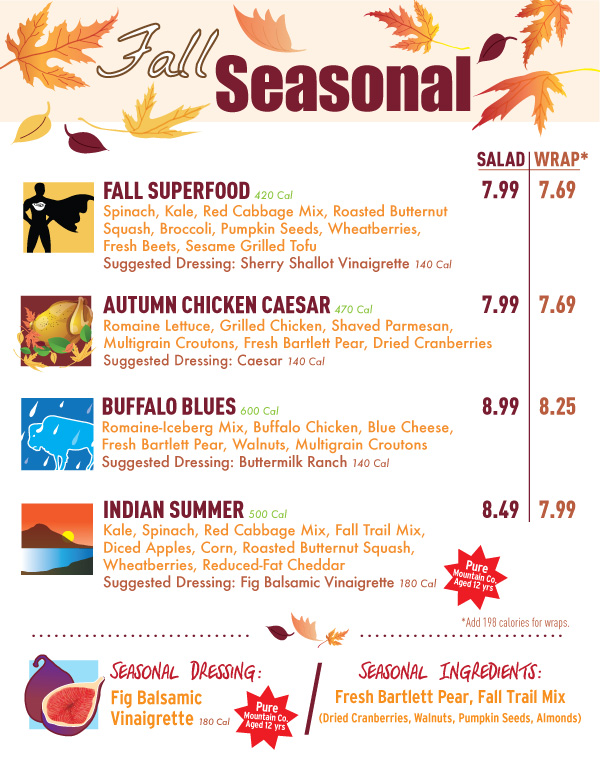 Fall
Seasonal
SALAD WRAP*
FALL SUPERFOOD 420 Cal 7.99 7.69
Spinach, Kale, Red Cabbage Mix, Roasted Butternut
Squash, Broccoli, Pumpkin Seeds, Wheatberries,
Fresh Beets, Sesame Grilled Tofu
Suggested Dressing: Sherry Shallot Vinaigrette 140 Cal
AUTUMN CHICKEN CAESAR 470 Cal 7.99 7.69
Romaine Lettuce, Grilled Chicken, Shaved Parmesan,
Multigrain Croutons, Fresh Bartlett Pear, Dried Cranberries
Suggested Dressing: Caesar 140 Cal
BUFFALO BLUES 600 Cal 8.99 8.25
Romaine-Iceberg Mix, Buffalo Chicken, Blue Cheese,
Fresh Bartlett Pear, Walnuts, Multigrain Croutons
Suggested Dressing: Buttermilk Ranch 140 Cal
INDIAN SUMMER 500 Cal 8.49 7.99
Kale, Spinach, Red Cabbage Mix, Fall Trail Mix,
Diced Apples, Corn, Roasted Butternut Squash,
Wheatberries, Reduced-Fat Cheddar
Suggested Dressing: Fig Balsamic Vinaigrette 180 Cal
Pure
Mountain Co.
Aged 12 yrs
*Add 198 calories for wraps.
SEASONAL DRESSING:
Fig Balsamic
Vinaigrette 180 Cal
Pure
Mountain Co.
Aged 12 yrs
SEASONAL INGREDIENTS:
Fresh Bartlett Pear, Fall Trail Mix
(Dried Cranberries, Walnuts, Pumpkin Seeds, Almonds)